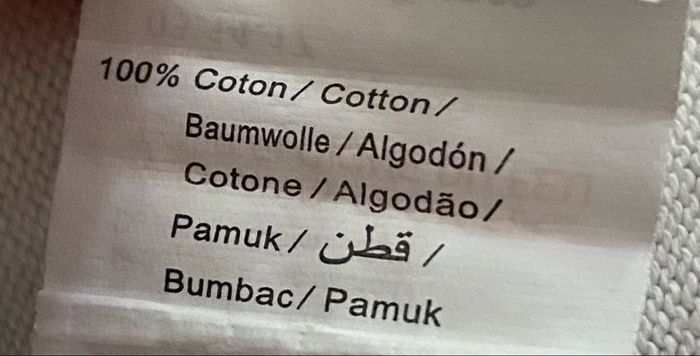 100% Coton / Cotton /
Baumwolle / Algodón /
Cotone / Algodão /
Pamuk / قطن /
Bumbac / Pamuk